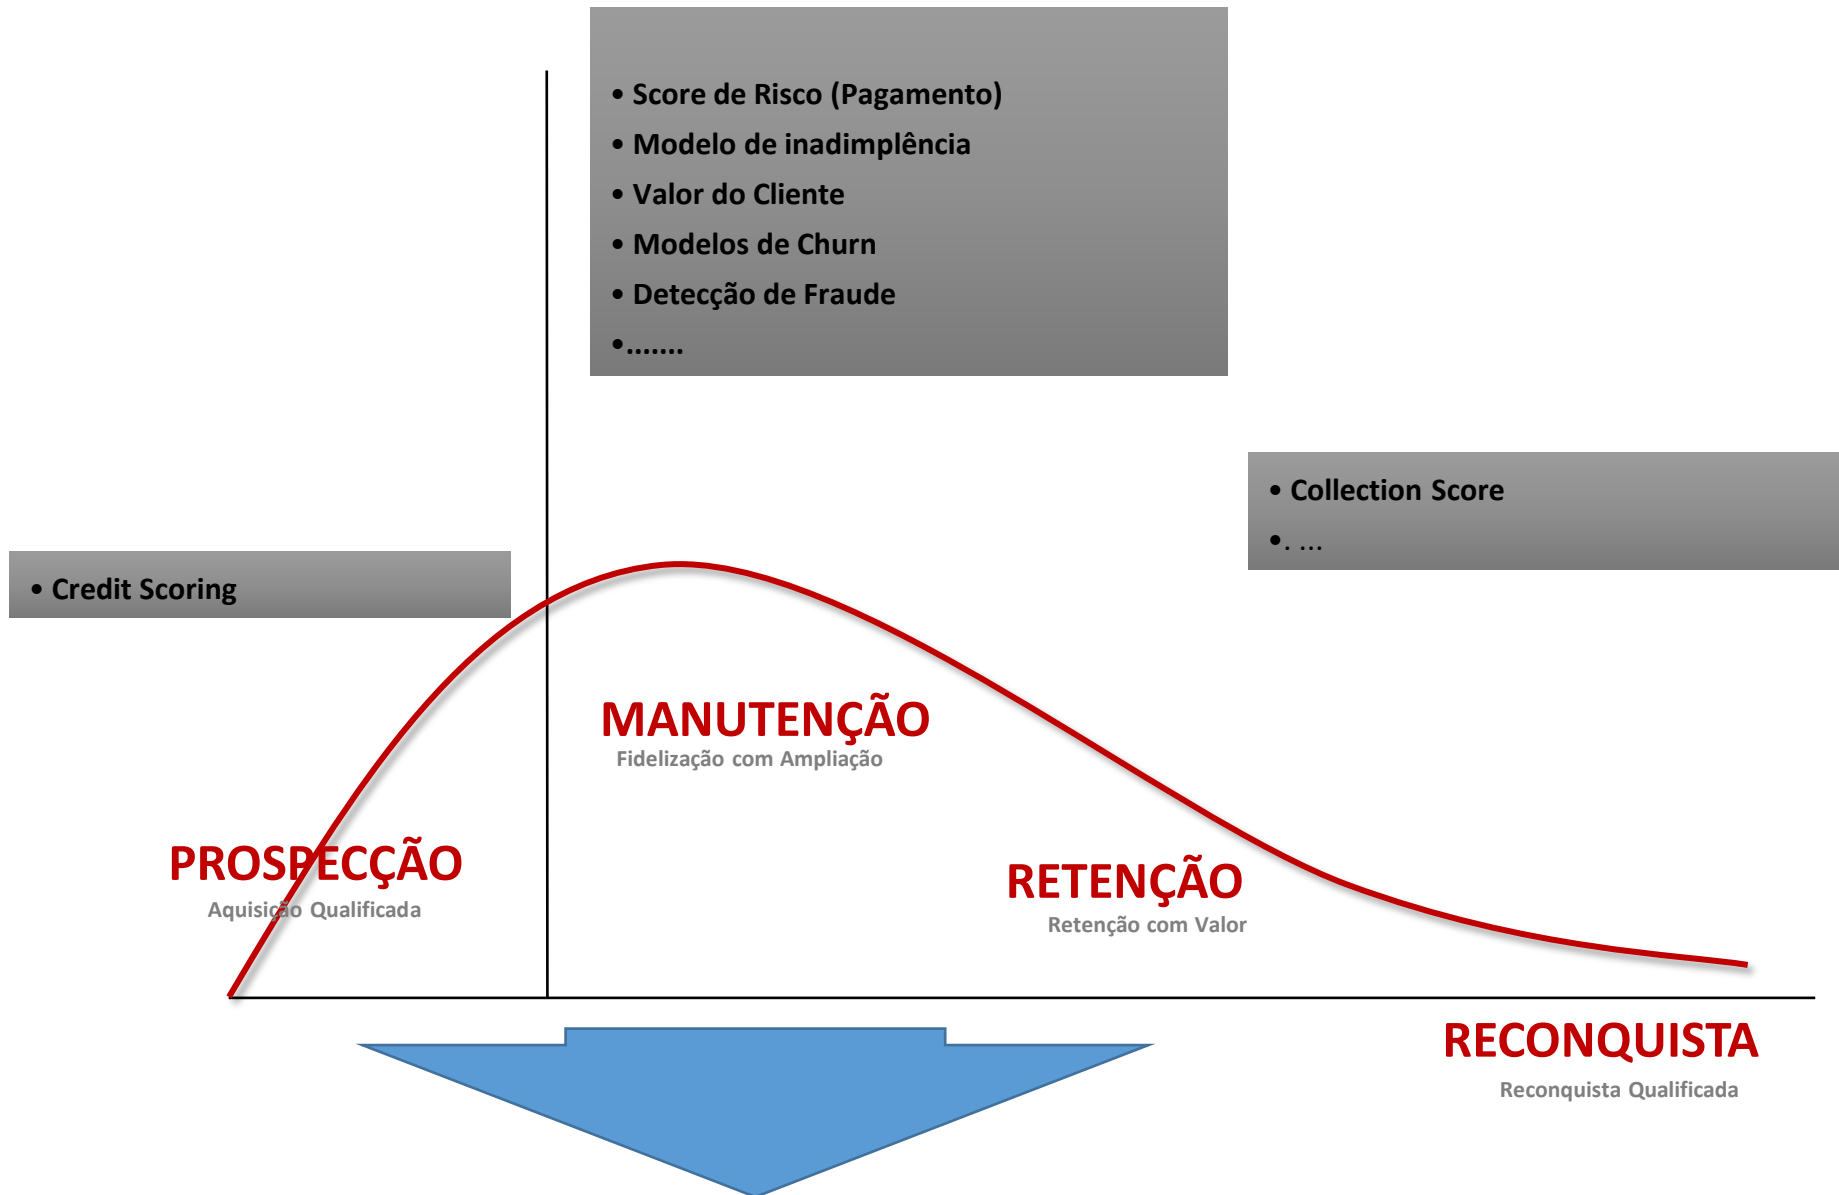 • Score de Risco (Pagamento)
• Modelo de inadimplência
• Valor do Cliente
• Modelos de Churn
• Detecção de Fraude
•.......
• Collection Score
•. ...
• Credit Scoring
MANUTENÇÃO
Fidelização com Ampliação
PROSPECÇÃO
Aquisição Qualificada
RETENÇÃO
Retenção com Valor
RECONQUISTA
Reconquista Qualificada